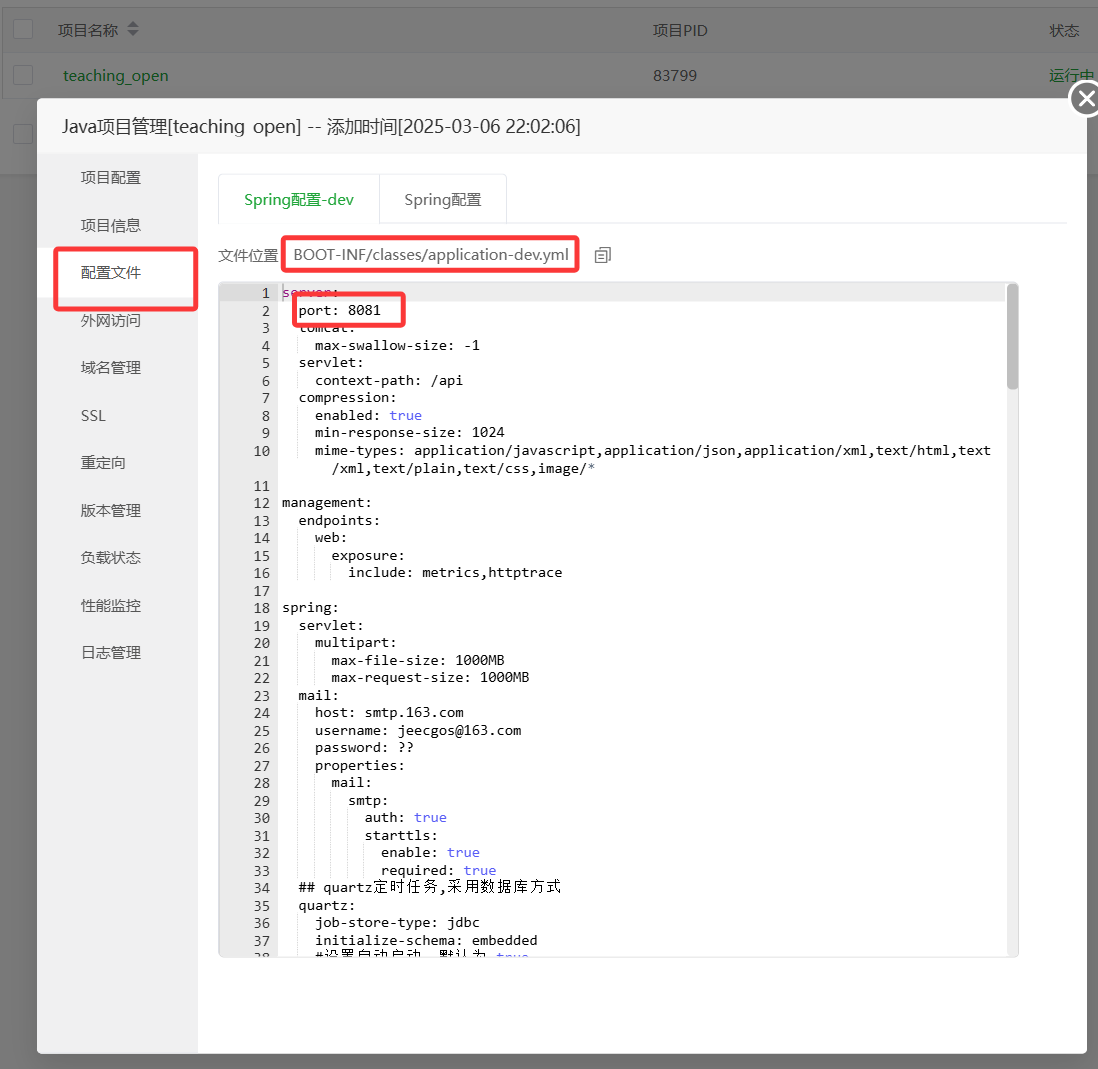 项目名称 项目PID 状态
teaching_open 83799 运行中
Java项目管理[teaching_open] -- 添加时间[2025-03-06 22:02:06]
项目配置
项目信息
配置文件
外网访问
域名管理
SSL
重定向
版本管理
负载状态
性能监控
日志管理
Spring配置-dev Spring配置
文件位置 BOOT-INF/classes/application-dev.yml
1 server:
2 port: 8081
3 tomcat:
4 max-swallow-size: -1
5 servlet:
6 context-path: /api
7 compression:
8 enabled: true
9 min-response-size: 1024
10 mime-types: application/javascript,application/json,application/xml,text/html,text
/xml,text/plain,text/css,image/*
11
12 management:
13 endpoints:
14 web:
15 exposure:
16 include: metrics,httptrace
17
18 spring:
19 servlet:
20 multipart:
21 max-file-size: 1000MB
22 max-request-size: 1000MB
23 mail:
24 host: smtp.163.com
25 username: jeecgos@163.com
26 password: ??
27 properties:
28 mail:
29 smtp:
30 auth: true
31 starttls:
32 enable: true
33 required: true
34 ## quartz定时任务,采用数据库方式
35 quartz:
36 job-store-type: jdbc
37 initialize-schema: embedded
38 #设置自动启动，默认为 true